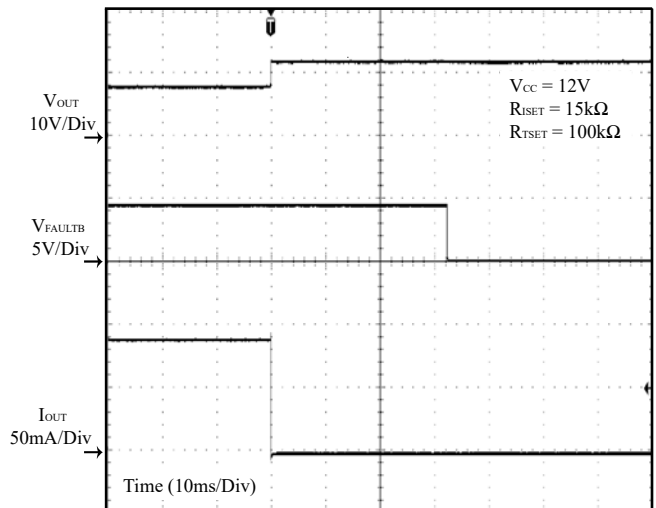 T
VOUT
10V/Div
VCC = 12V
RISET = 15kΩ
RTSET = 100kΩ
VFAULTB
5V/Div
IOUT
50mA/Div
Time (10ms/Div)